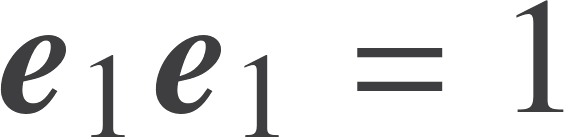 e₁e₁ = 1